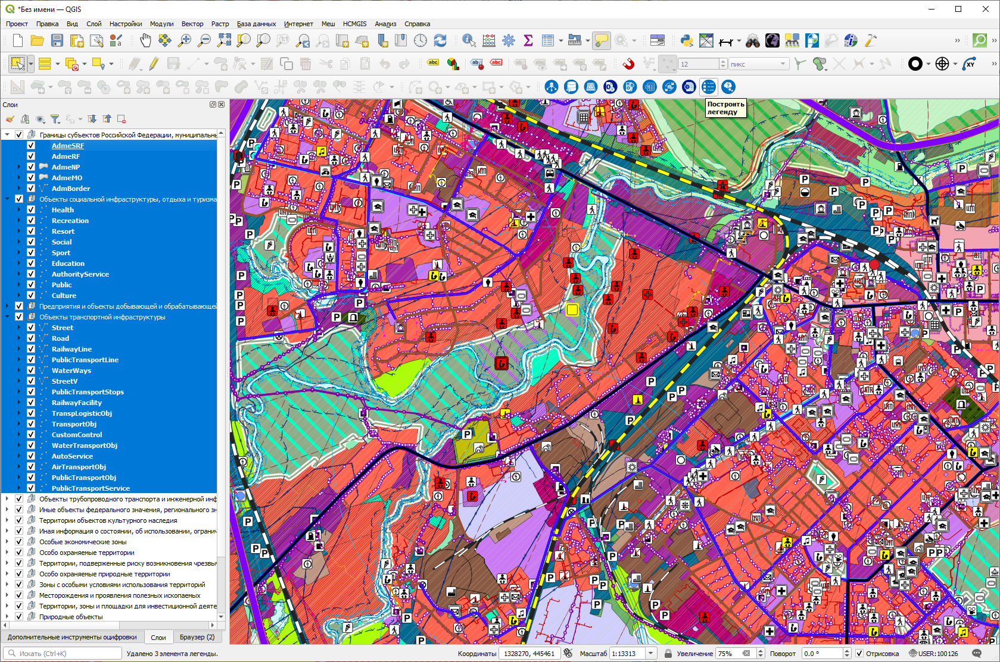 *Без имени — QGIS
Проект Правка Вид Слой Настройки Модули Вектор Растр База данных Интернет Меш HCMGIS Анализ Справка
12 пикс
Слои
Построить
легенду
Границы субъектов Российской Федерации, муниципальнь
AdmeSRF
AdmeRF
AdmeNP
AdmeMO
AdmBorder
Объекты социальной инфраструктуры, отдыха и туризма
Health
Recreation
Resort
Social
Sport
Education
AuthorityService
Public
Culture
Предприятия и объекты добывающей и обрабатывающей
Объекты транспортной инфраструктуры
Street
Road
RailwayLine
PublicTransportLine
WaterWays
StreetV
PublicTransportStops
RailwayFacility
TranspLogisticObj
TransportObj
CustomControl
WaterTransportObj
AutoService
AirTransportObj
PublicTransportObj
PublicTransportService
Объекты трубопроводного транспорта и инженерной инф
Иные объекты федерального значения, регионального зн
Территории объектов культурного наследия
Иная информация о состоянии, об использовании, огранич
Особые экономические зоны
Особо охраняемые территории
Территории, подверженные риску возникновения чрезвы
Особо охраняемые природные территории
Зоны с особыми условиями использования территорий
Месторождения и проявления полезных ископаемых
Территории, зоны и площадки для инвестиционной деяте
Природные объекты
Дополнительные инструменты оцифровки Слои Браузер (2)
Искать (Ctrl+K) Удалено 3 элемента легенды. Координаты 1328270, 445461 Масштаб 1:13313 Увеличение 75% Поворот 0.0 ° Отрисовка USER:100126